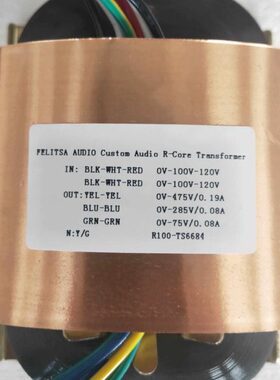 FELITSA AUDIO Custom Audio R-Core Transformer
IN: BLK-WHT-RED 0V-100V-120V
BLK-WHT-RED 0V-100V-120V
OUT:YEL-YEL 0V-475V/0.19A
BLU-BLU 0V-285V/0.08A
GRN-GRN 0V-75V/0.08A
N:Y/G R100-TS6684